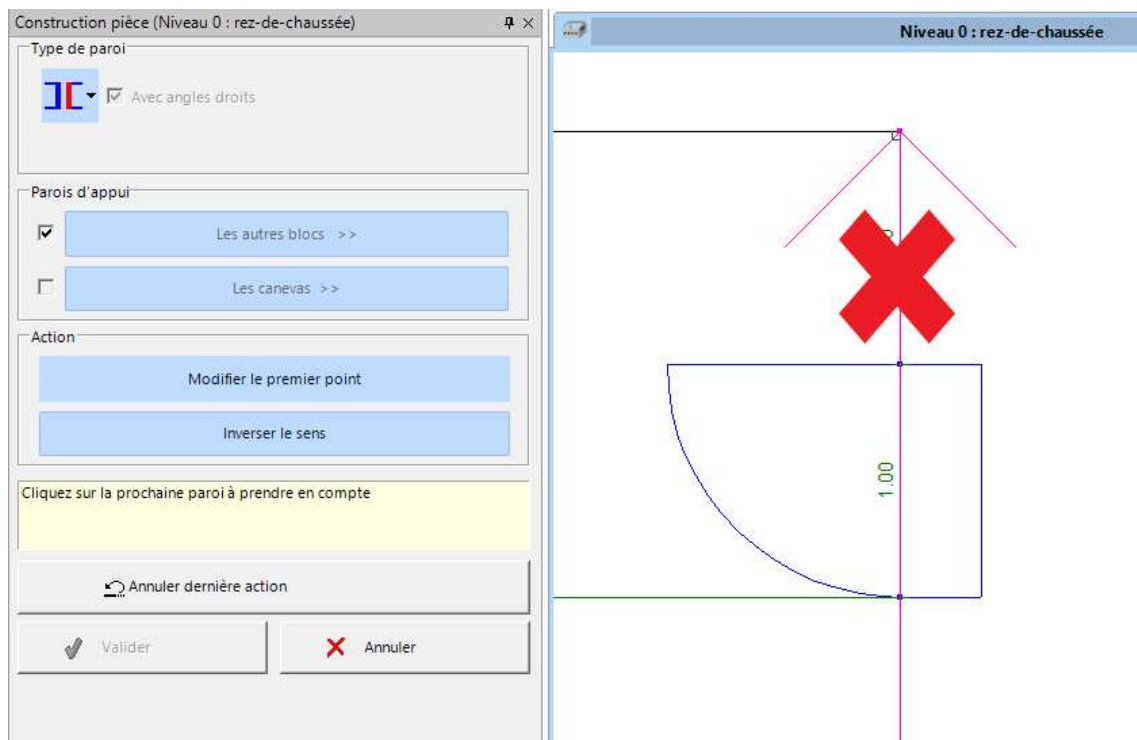 Construction pièce (Niveau 0 : rez-de-chaussée)
Type de paroi
Avec angles droits
Parois d'appui
Les autres blocs >>
Les canevas >>
Action
Modifier le premier point
Inverser le sens
Cliquez sur la prochaine paroi à prendre en compte
Annuler dernière action
Valider
Annuler
Niveau 0 : rez-de-chaussée
1.00